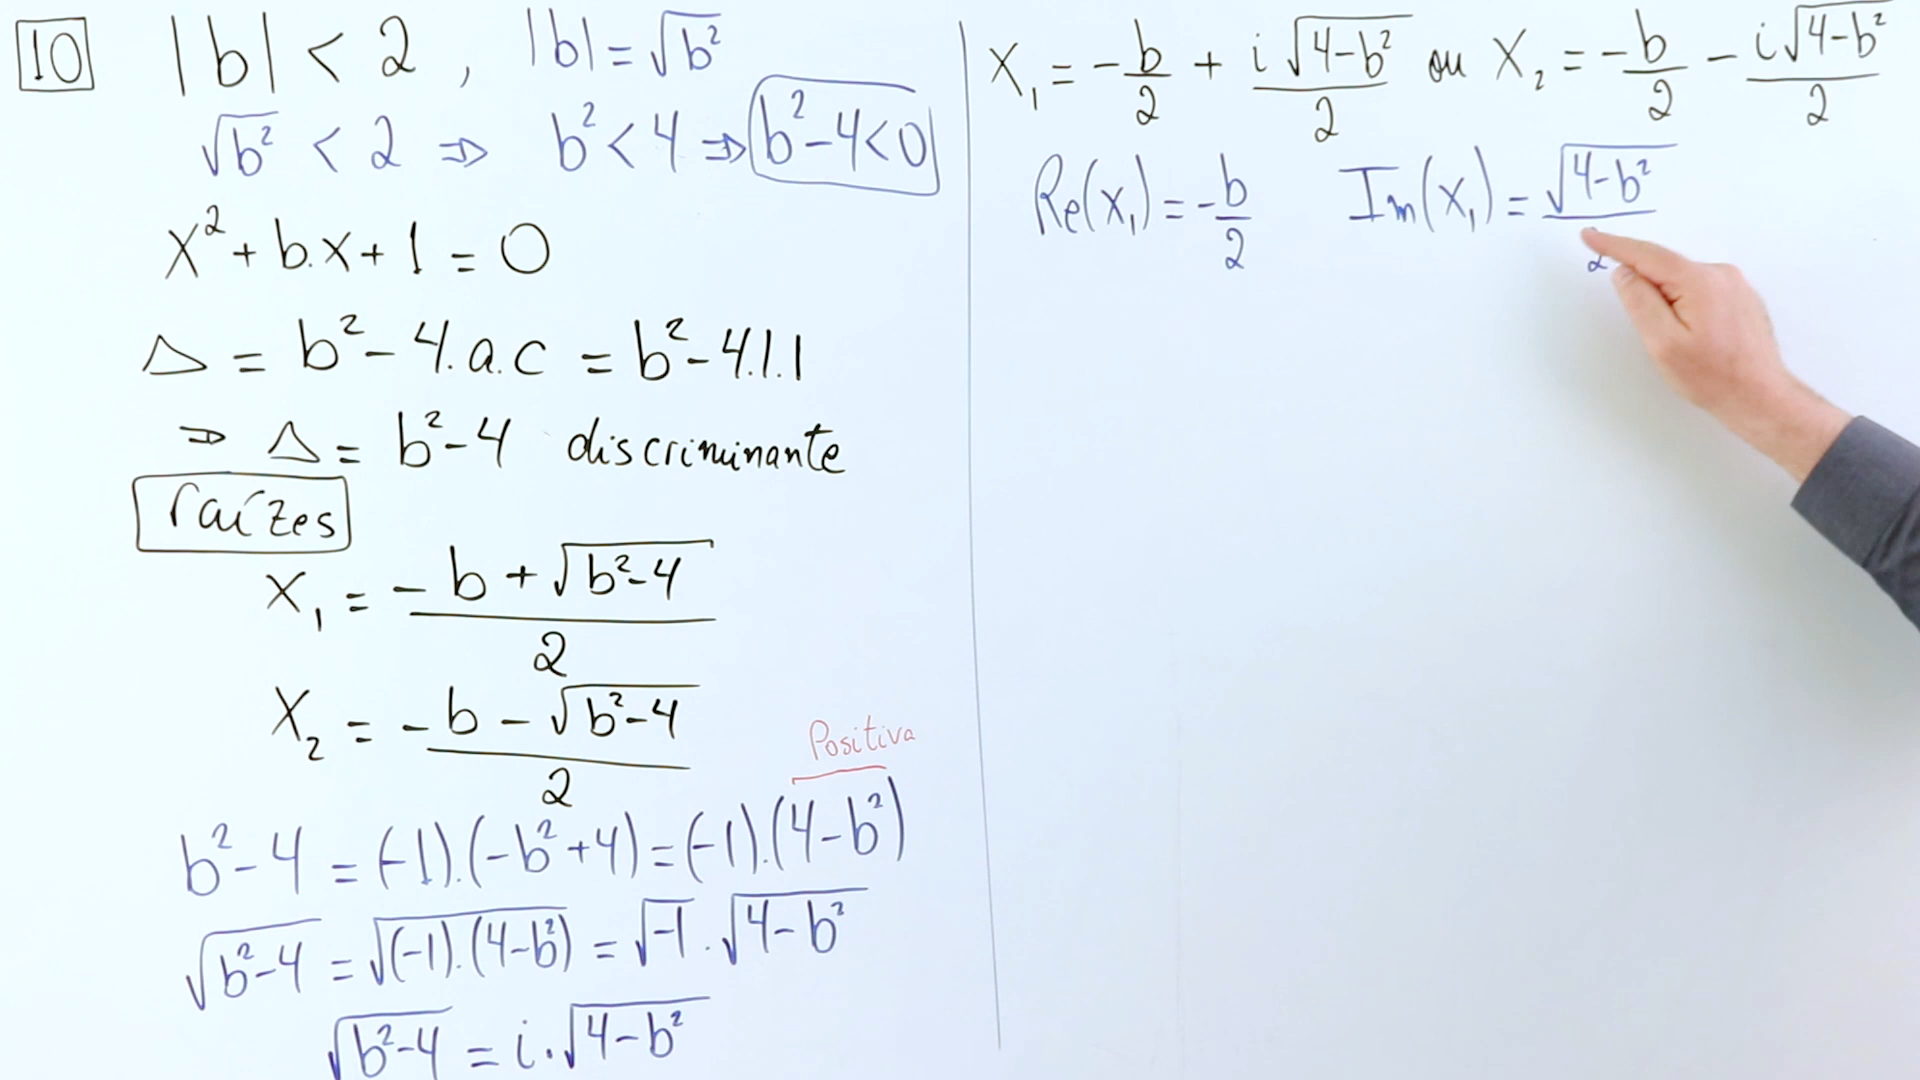 10 |b| < 2 , |b| = √b²
√b² < 2 ⇒ b² < 4 ⇒ b²-4<0
x² + b.x + 1 = 0
Δ = b² - 4.a.c = b² - 4.1.1
⇒ Δ = b² - 4 discriminante
raízes
x₁ = (-b + √(b²-4))/2
x₂ = (-b - √(b²-4))/2
Positiva
b² - 4 = (-1).(-b²+4) = (-1).(4-b²)
√(b²-4) = √((-1).(4-b²)) = √-1 . √(4-b²)
√(b²-4) = i.√(4-b²)
X₁ = -b/2 + i√(4-b²)/2 ou X₂ = -b/2 - i√(4-b²)/2
Re(x₁) = -b/2 Im(x₁) = √(4-b²)/2